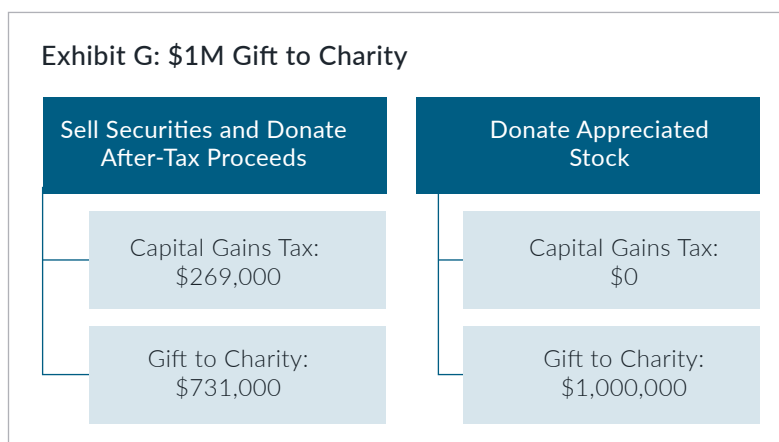 Exhibit G: $1M Gift to Charity
Sell Securities and Donate
After-Tax Proceeds
Capital Gains Tax:
$269,000
Gift to Charity:
$731,000
Donate Appreciated
Stock
Capital Gains Tax:
$0
Gift to Charity:
$1,000,000